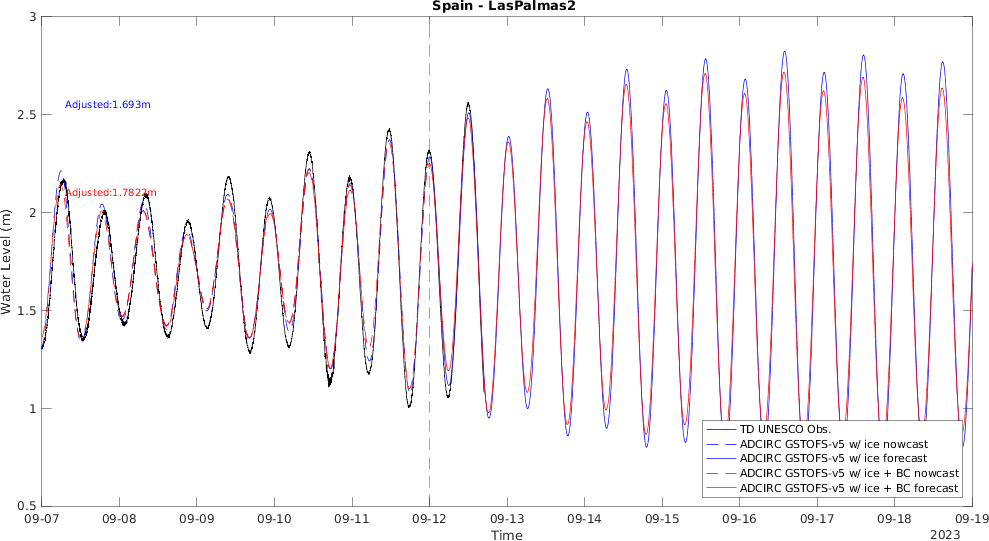 Spain - LasPalmas2
3
2.5
2
1.5
1
0.5
Water Level (m)
Adjusted:1.693m
Adjusted:1.7822m
TD UNESCO Obs.
ADCIRC GSTOFS-v5 w/ ice nowcast
ADCIRC GSTOFS-v5 w/ ice forecast
ADCIRC GSTOFS-v5 w/ ice + BC nowcast
ADCIRC GSTOFS-v5 w/ ice + BC forecast
09-07 09-08 09-09 09-10 09-11 09-12 09-13 09-14 09-15 09-16 09-17 09-18 09-19
Time
2023